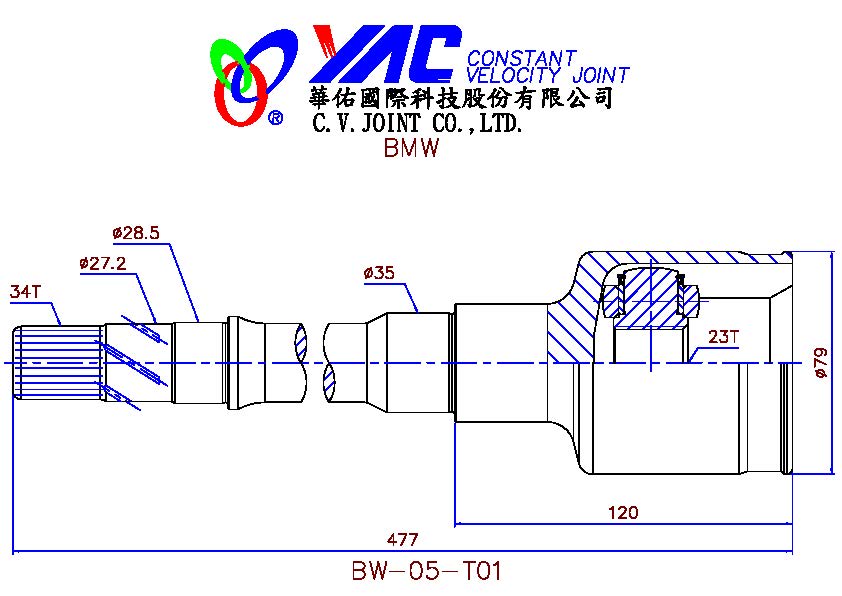 YAC CONSTANT
VELOCITY JOINT
華佑國際科技股份有限公司
®
C.V.JOINT CO.,LTD.
BMW
ø28.5
ø27.2
ø35
34T
23T
ø79
120
477
BW-05-T01